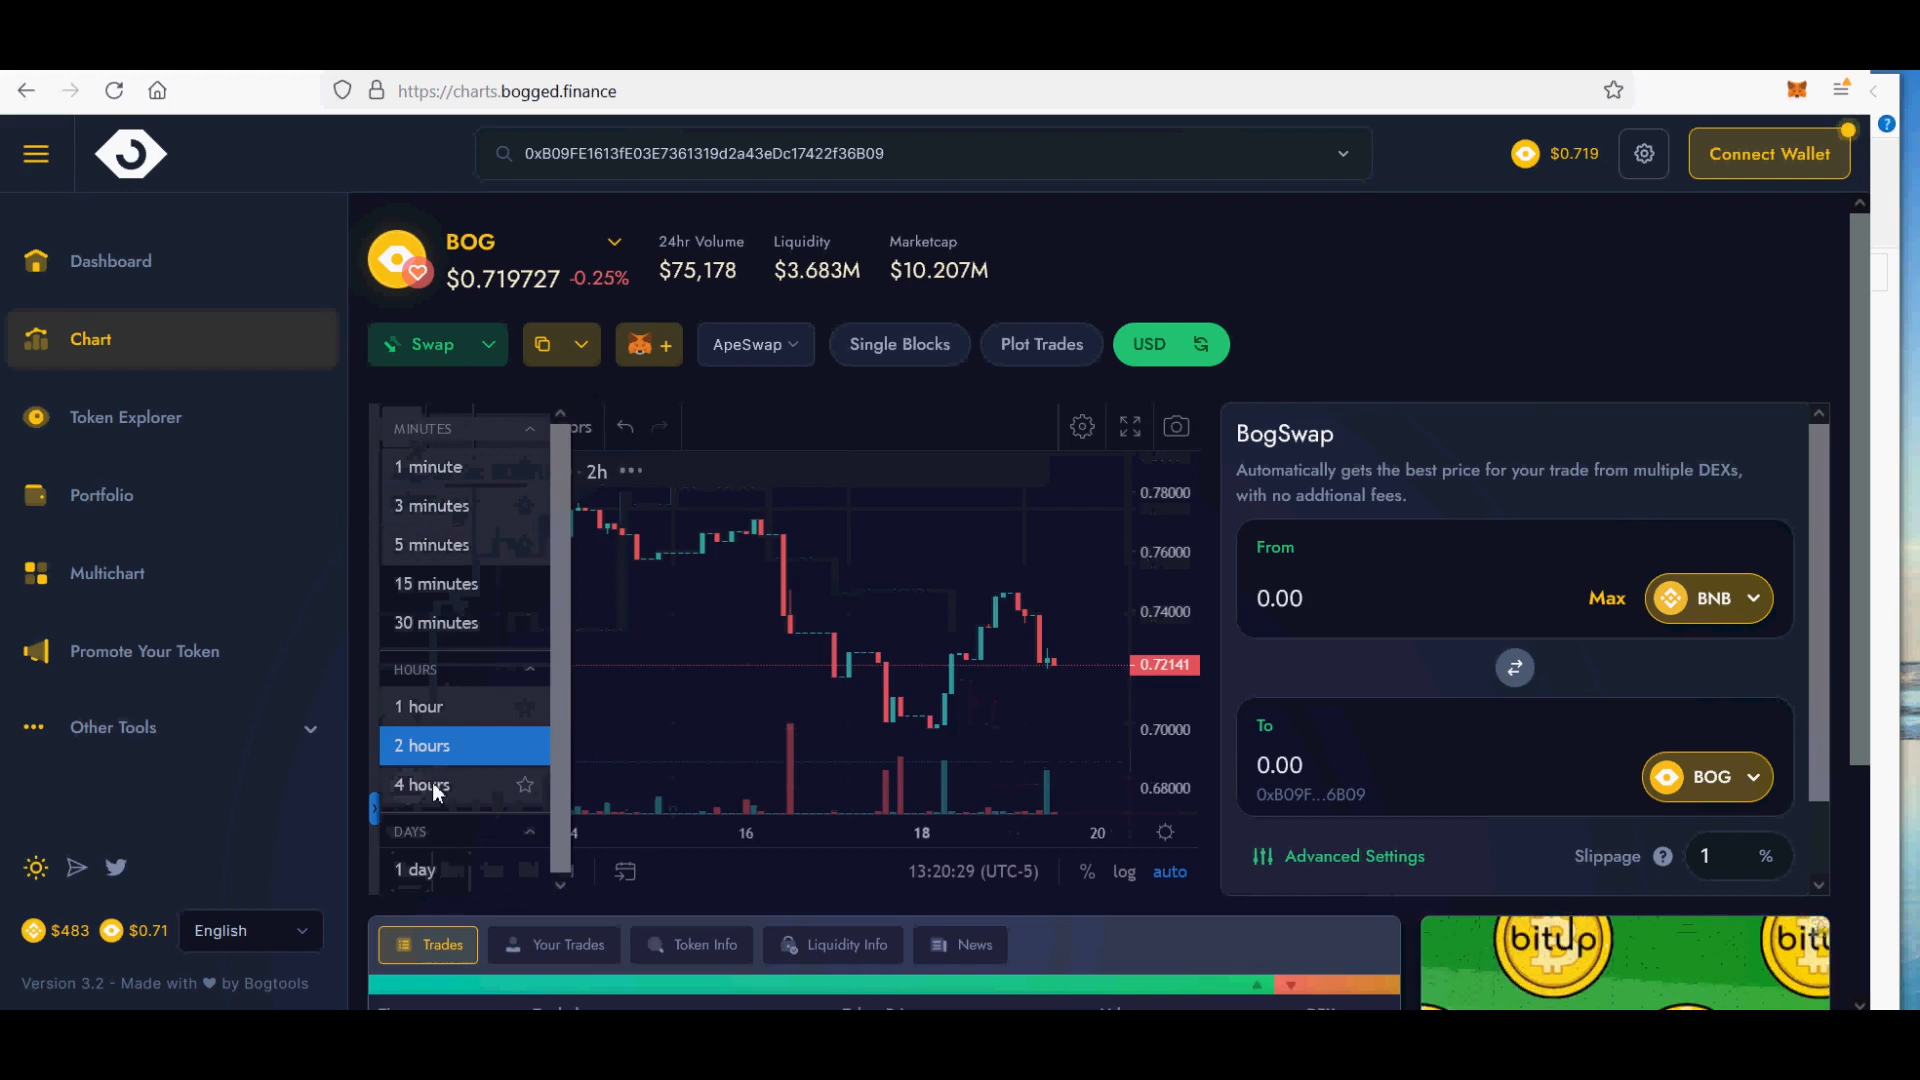 https://charts.bogged.finance
0xB09FE1613fE03E7361319d2a43eDc17422f36B09
$0.719
Connect Wallet
?
Dashboard
Chart
Token Explorer
Portfolio
Multichart
Promote Your Token
Other Tools
$483
$0.71
English
Version 3.2 - Made with ♥ by Bogtools
BOG
$0.719727 -0.25%
24hr Volume
$75,178
Liquidity
$3.683M
Marketcap
$10.207M
Swap
+
ApeSwap
Single Blocks
Plot Trades
USD
MINUTES
1 minute
3 minutes
5 minutes
15 minutes
30 minutes
HOURS
1 hour
2 hours
4 hours
DAYS
1 day
ors
· 2h
0.78000
0.76000
0.74000
0.72141
0.70000
0.68000
4
16
18
20
13:20:29 (UTC-5)
%
log
auto
BogSwap
Automatically gets the best price for your trade from multiple DEXs,
with no addtional fees.
From
0.00
Max
BNB
To
0.00
0xB09F...6B09
BOG
Advanced Settings
Slippage
?
1
%
Trades
Your Trades
Token Info
Liquidity Info
News
bitup
bitu